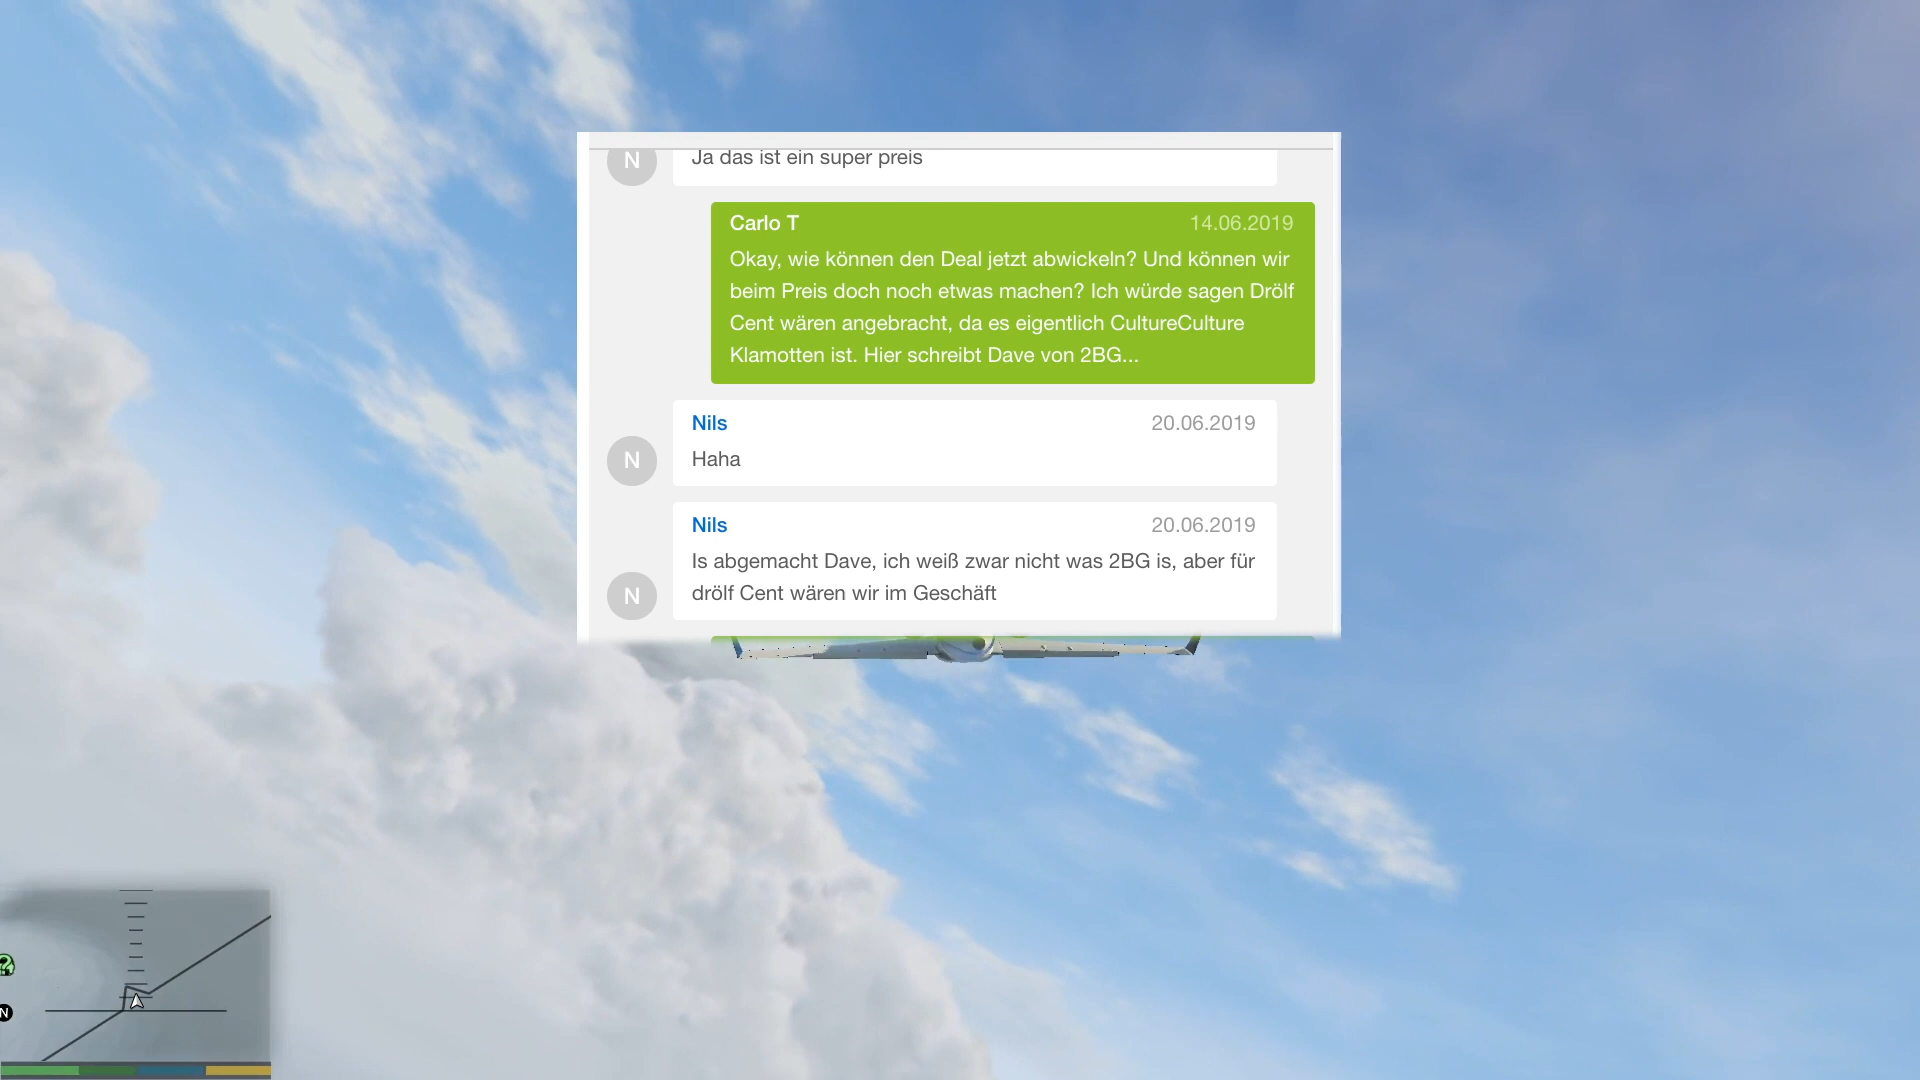 N
Ja das ist ein super preis
Carlo T
14.06.2019
Okay, wie können den Deal jetzt abwickeln? Und können wir
beim Preis doch noch etwas machen? Ich würde sagen Drölf
Cent wären angebracht, da es eigentlich CultureCulture
Klamotten ist. Hier schreibt Dave von 2BG...
Nils
20.06.2019
N
Haha
Nils
20.06.2019
Is abgemacht Dave, ich weiß zwar nicht was 2BG is, aber für
N
drölf Cent wären wir im Geschäft
?
N